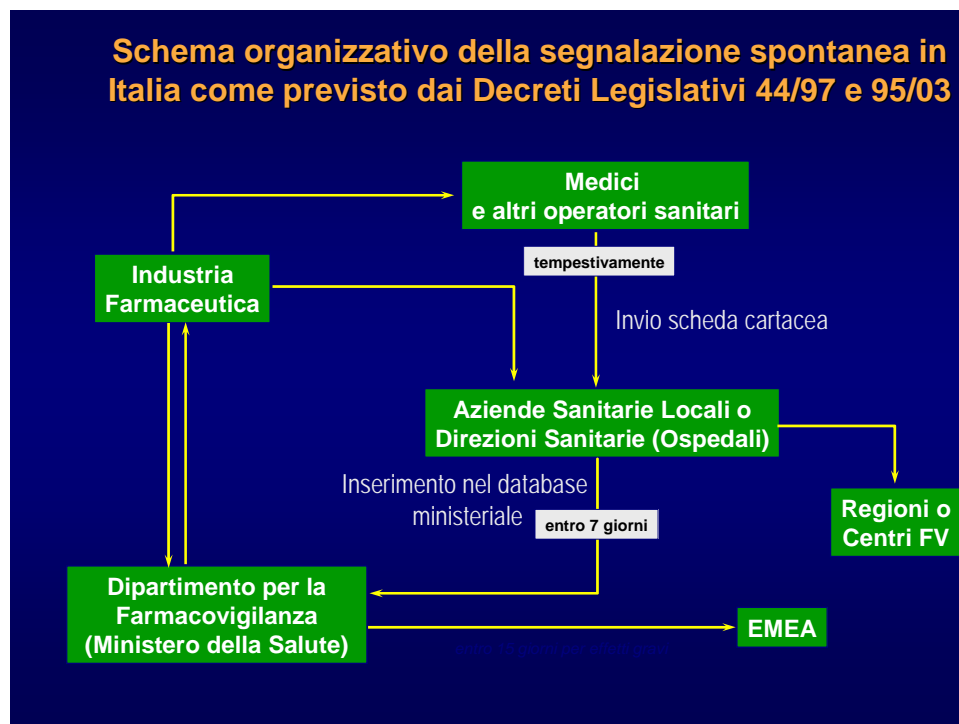 Schema organizzativo della segnalazione spontanea in
Italia come previsto dai Decreti Legislativi 44/97 e 95/03
Medici
e altri operatori sanitari
tempestivamente
Industria
Farmaceutica
Invio scheda cartacea
Aziende Sanitarie Locali o
Direzioni Sanitarie (Ospedali)
Inserimento nel database
ministeriale
entro 7 giorni
Regioni o
Centri FV
Dipartimento per la
Farmacovigilanza
(Ministero della Salute)
EMEA